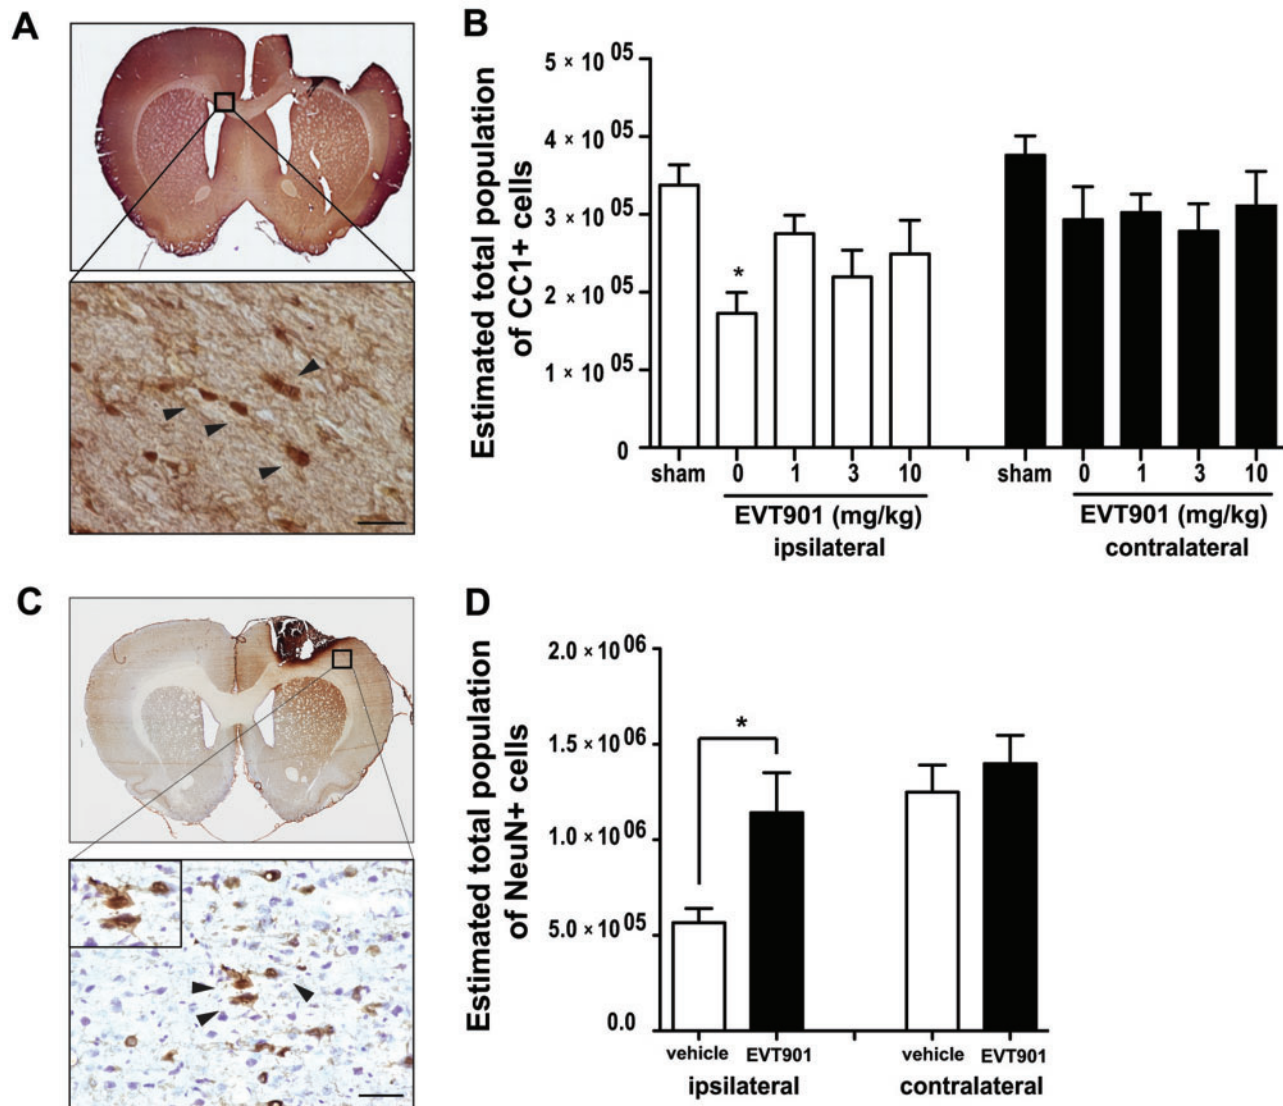 A
B
Estimated total population
of CC1+ cells
5 × 10 05
4 × 10 05
3 × 10 05
2 × 10 05
1 × 10 05
0
*
sham 0 1 3 10 sham 0 1 3 10
EVT901 (mg/kg) EVT901 (mg/kg)
ipsilateral contralateral
C
D
Estimated total population
of NeuN+ cells
2.0 × 10 06
1.5 × 10 06
1.0 × 10 06
5.0 × 10 05
0.0
*
vehicle EVT901 vehicle EVT901
ipsilateral contralateral